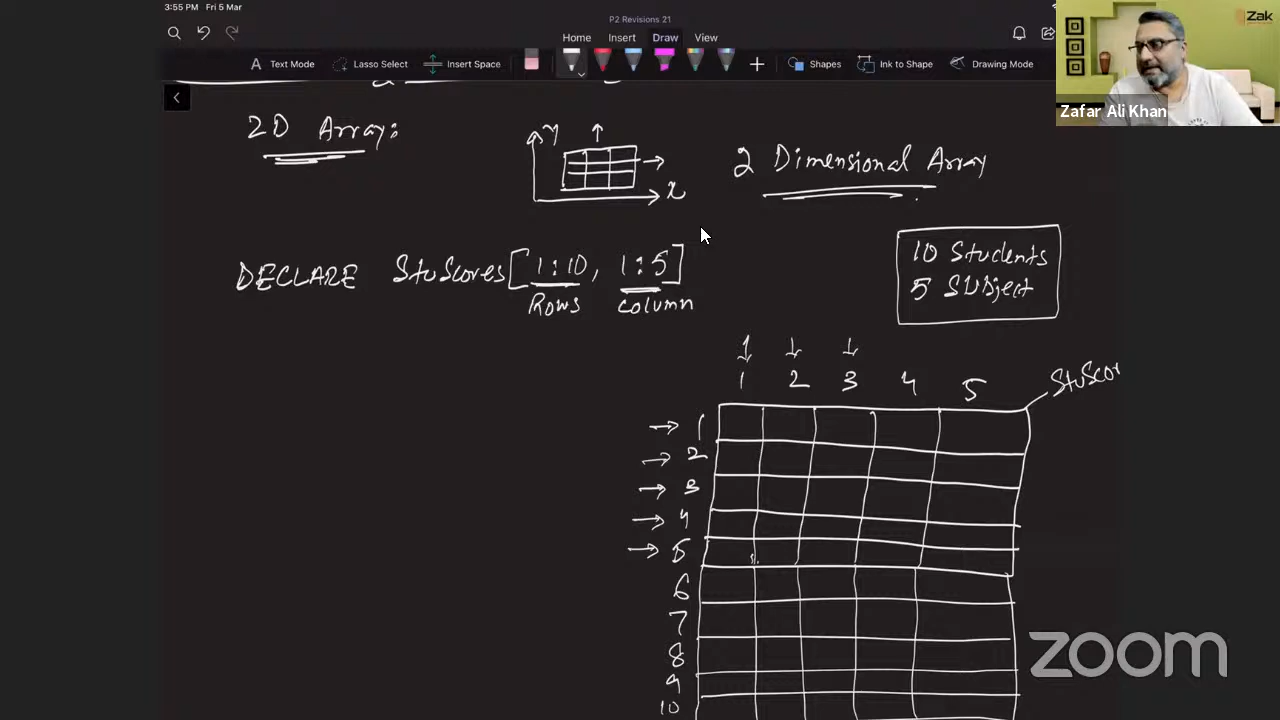 3:55 PM Fri 5 Mar
P2 Revisions 21
Home Insert Draw View
Zak
Text Mode Lasso Select Insert Space Shapes Ink to Shape Drawing Mode
Zafar Ali Khan
2D Array:
Y
x
2 Dimensional Array
DECLARE StuScores[1:10, 1:5]
Rows column
10 Students
5 Subject
StuScor
1 2 3 4 5
1
2
3
4
5
6
7
8
9
10
zoom